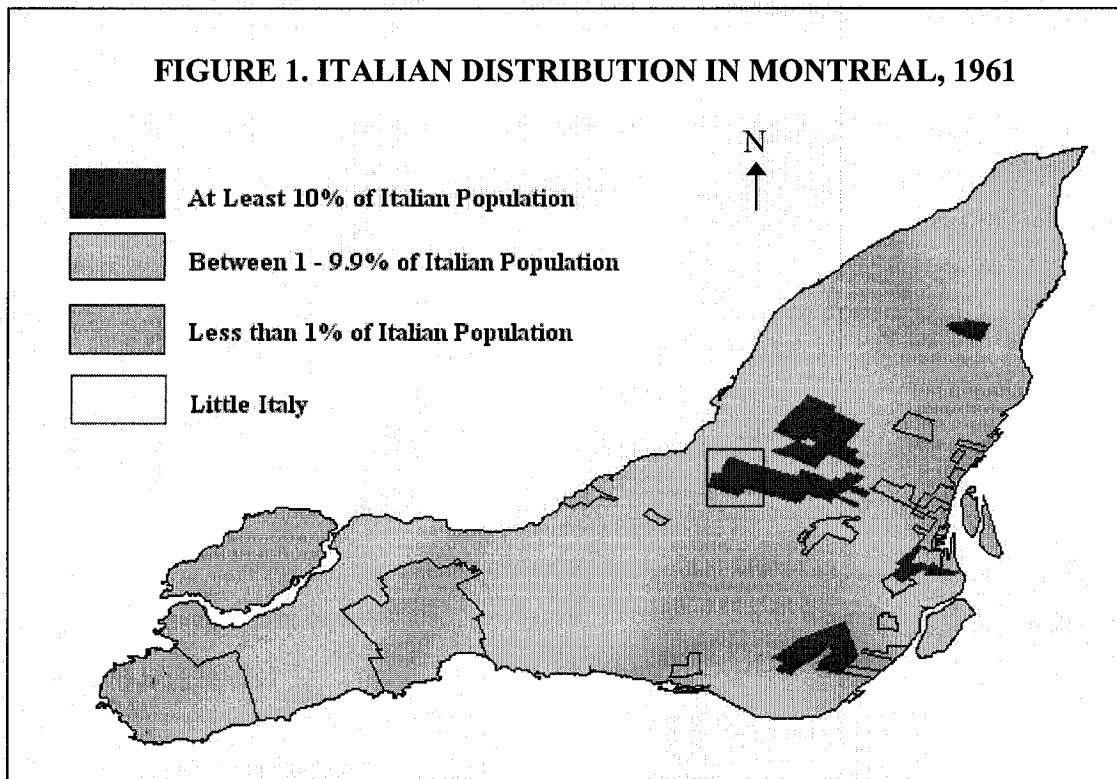 FIGURE 1. ITALIAN DISTRIBUTION IN MONTREAL, 1961
N
At Least 10% of Italian Population
Between 1 - 9.9% of Italian Population
Less than 1% of Italian Population
Little Italy